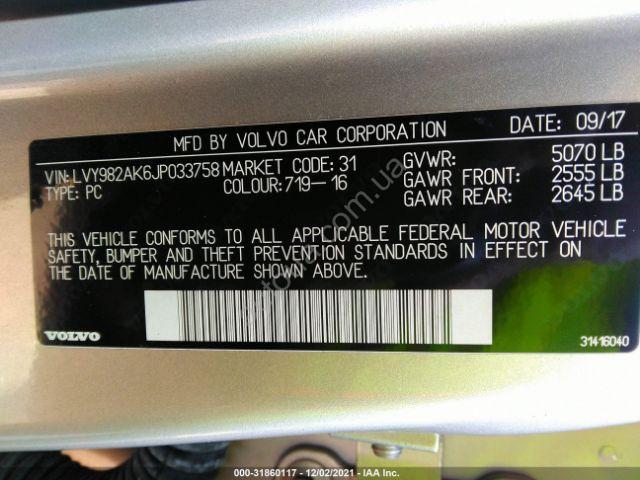 MFD BY VOLVO CAR CORPORATION DATE: 09/17
VIN: LVY982AK6JP033758 MARKET CODE: 31 GVWR: 5070 LB
TYPE: PC COLOUR: 719-16 GAWR FRONT: 2555 LB
GAWR REAR: 2645 LB
THIS VEHICLE CONFORMS TO ALL APPLICABLE FEDERAL MOTOR VEHICLE
SAFETY, BUMPER AND THEFT PREVENTION STANDARDS IN EFFECT ON
THE DATE OF MANUFACTURE SHOWN ABOVE.
VOLVO 31416040
000-31860117 - 12/02/2021 - IAA Inc.